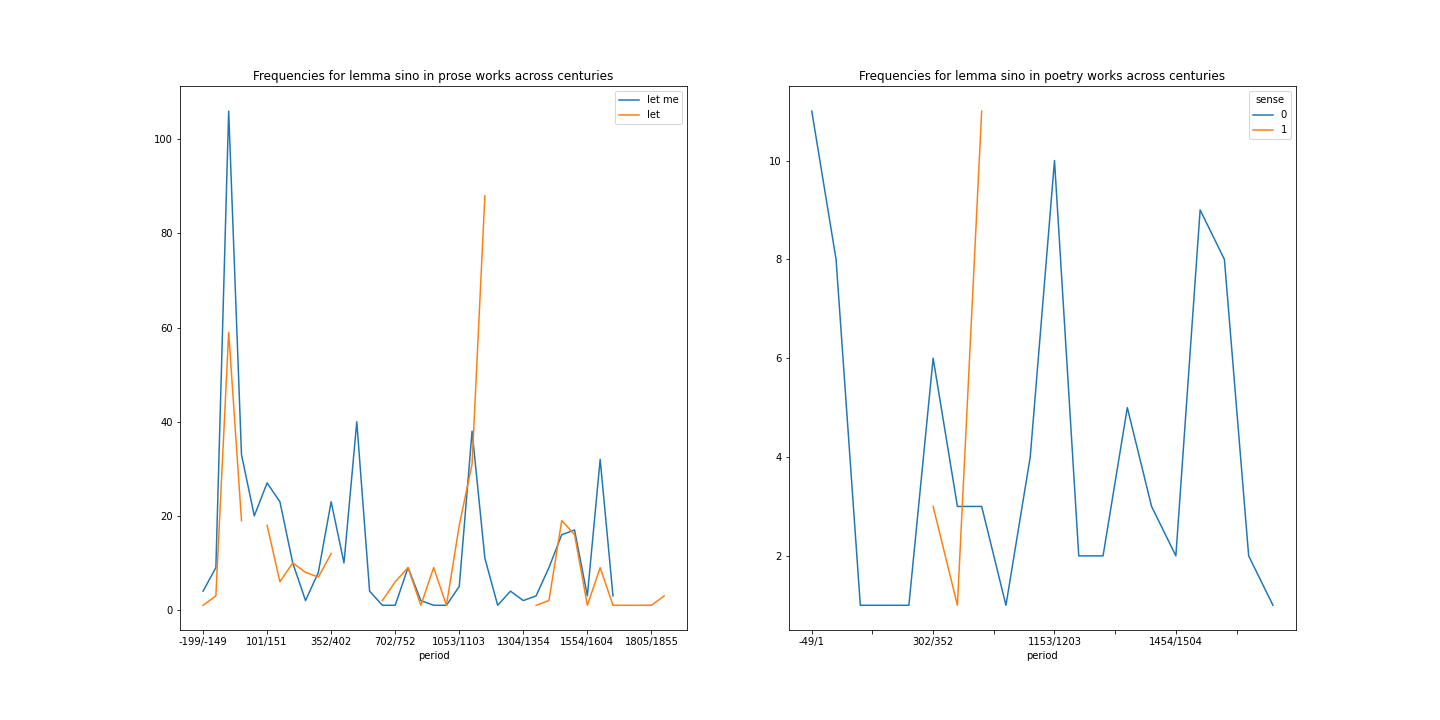 Frequencies for lemma sino in prose works across centuries
let me
let
100
80
60
40
20
0
-199/-149 101/151 352/402 702/752 1053/1103 1304/1354 1554/1604 1805/1855
period
Frequencies for lemma sino in poetry works across centuries
sense
0
1
10
8
6
4
2
-49/1 302/352 1153/1203 1454/1504
period